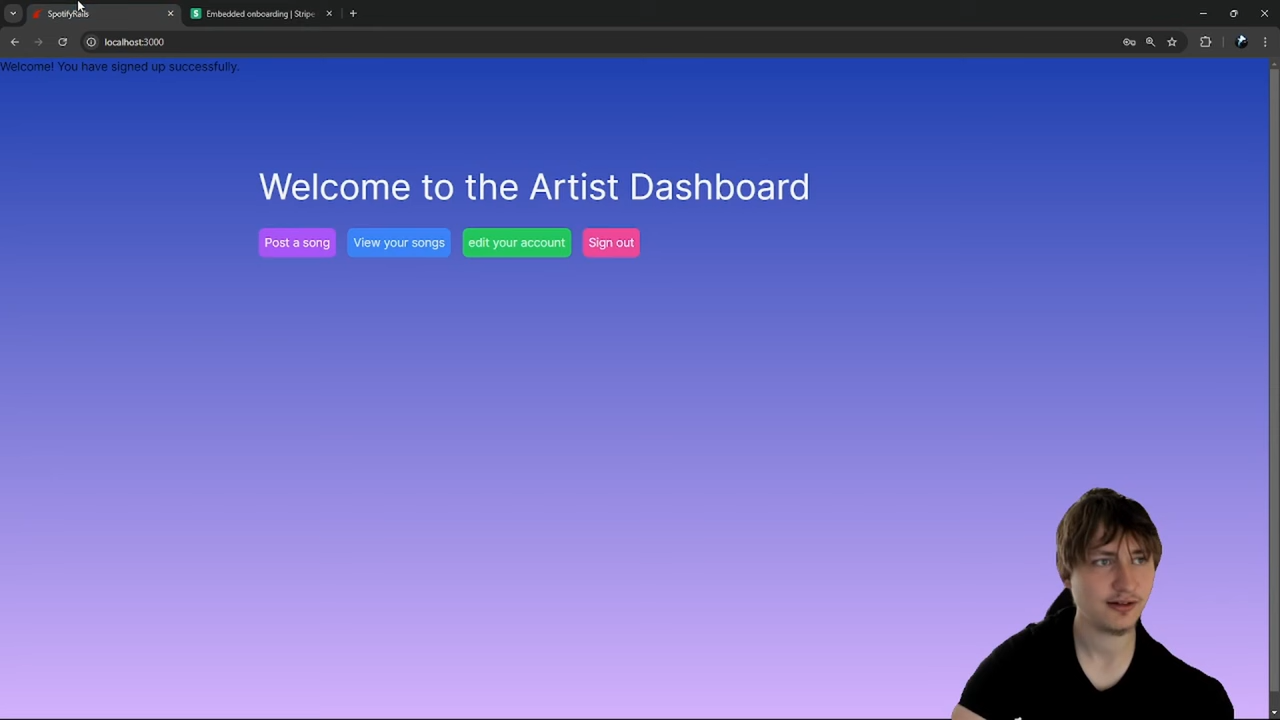 SpotifyRails
Embedded onboarding | Stripe
localhost:3000
Welcome! You have signed up successfully.
Welcome to the Artist Dashboard
Post a song
View your songs
edit your account
Sign out